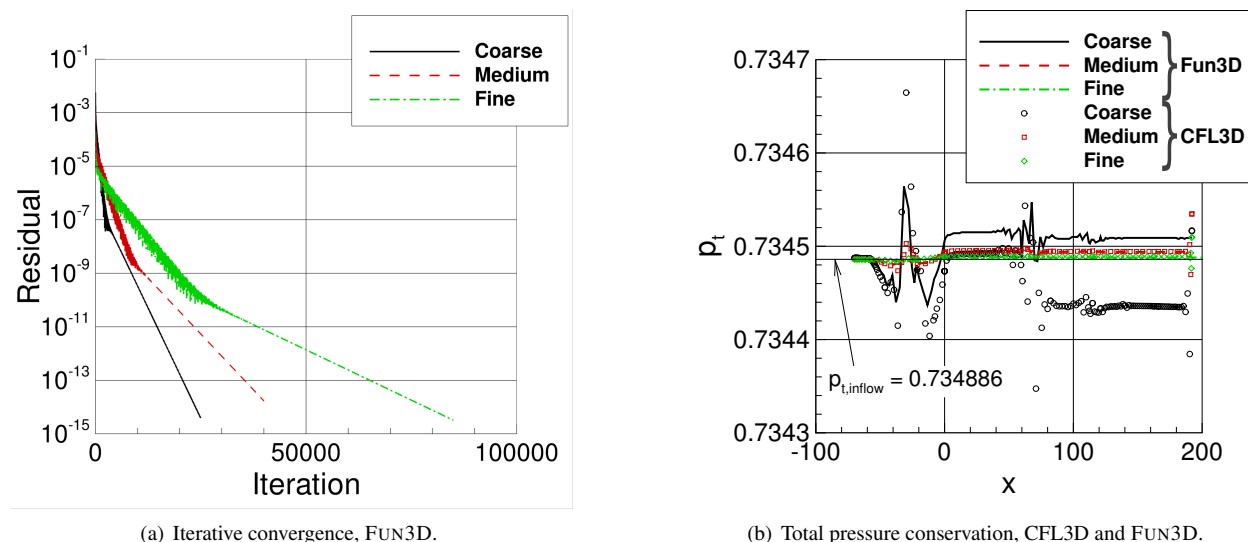 Coarse
Medium
Fine
10^-1
10^-3
10^-5
10^-7
10^-9
10^-11
10^-13
10^-15
Residual
0
50000
100000
Iteration
(a) Iterative convergence, FUN3D.
Coarse
Medium
Fine
Fun3D
Coarse
Medium
Fine
CFL3D
0.7347
0.7346
0.7345
0.7344
0.7343
p_t
p_t,inflow = 0.734886
-100
0
100
200
x
(b) Total pressure conservation, CFL3D and FUN3D.